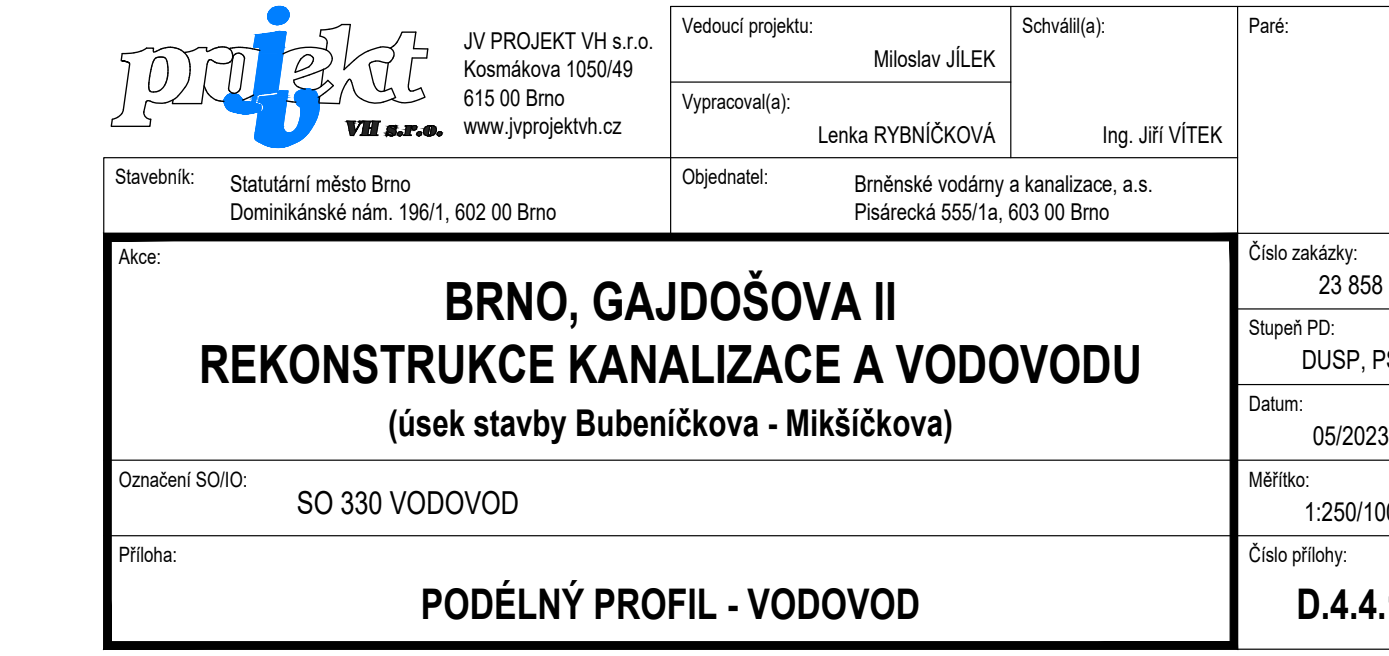 projekt
jv
VH s.r.o.
JV PROJEKT VH s.r.o.
Kosmákova 1050/49
615 00 Brno
www.jvprojektvh.cz
Vedoucí projektu:
Miloslav JÍLEK
Vypracoval(a):
Lenka RYBNÍČKOVÁ
Schválil(a):
Ing. Jiří VÍTEK
Paré:
Stavebník:
Statutární město Brno
Dominikánské nám. 196/1, 602 00 Brno
Objednatel:
Brněnské vodárny a kanalizace, a.s.
Pisárecká 555/1a, 603 00 Brno
Akce:
BRNO, GAJDOŠOVA II
REKONSTRUKCE KANALIZACE A VODOVODU
(úsek stavby Bubeníčkova - Mikšíčkova)
Číslo zakázky:
23 858
Stupeň PD:
DUSP,
Datum:
05/2023
Označení SO/IO:
SO 330 VODOVOD
Měřítko:
Příloha:
PODÉLNÝ PROFIL - VODOVOD
Číslo přílohy:
D.4.4.